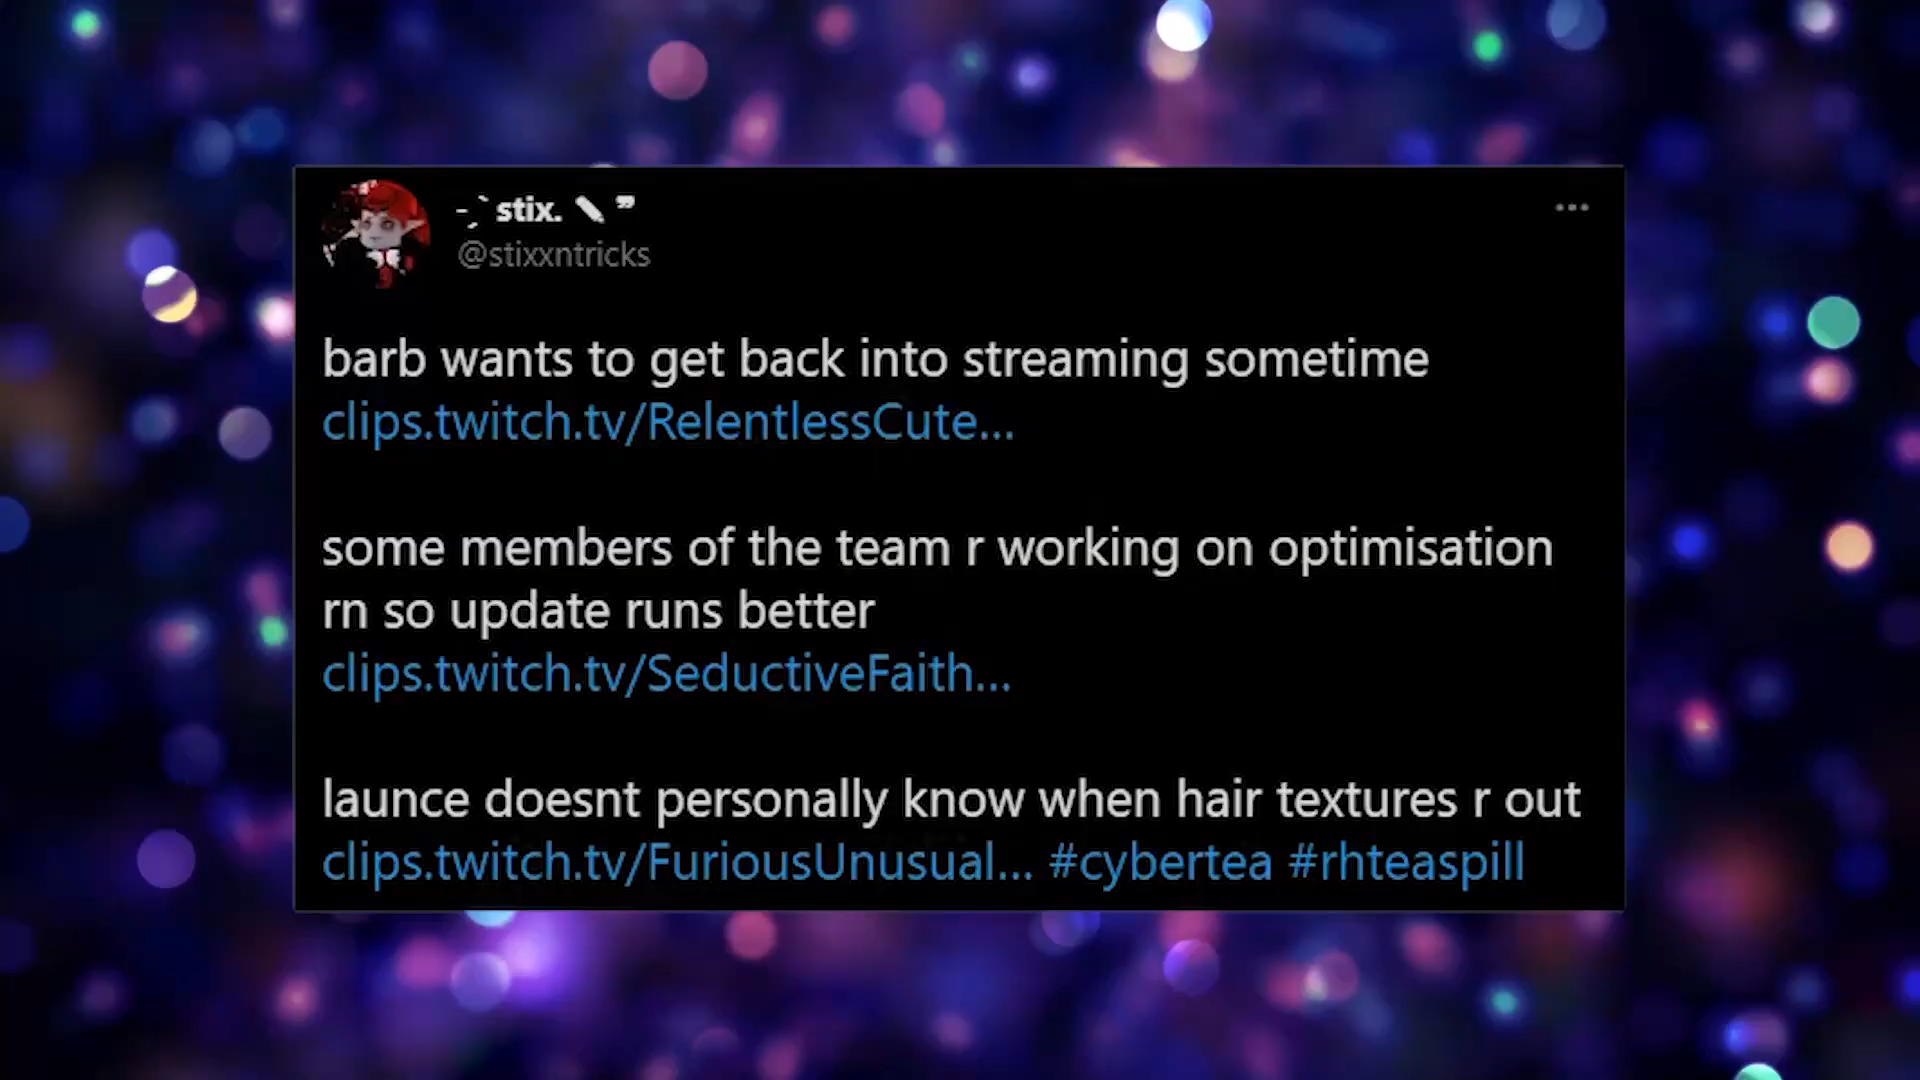 -ˏˋ stix. ✎ ❞
@stixxntricks
barb wants to get back into streaming sometime
clips.twitch.tv/RelentlessCute...
some members of the team r working on optimisation
rn so update runs better
clips.twitch.tv/SeductiveFaith...
launce doesnt personally know when hair textures r out
clips.twitch.tv/FuriousUnusual... #cybertea #rhteaspill